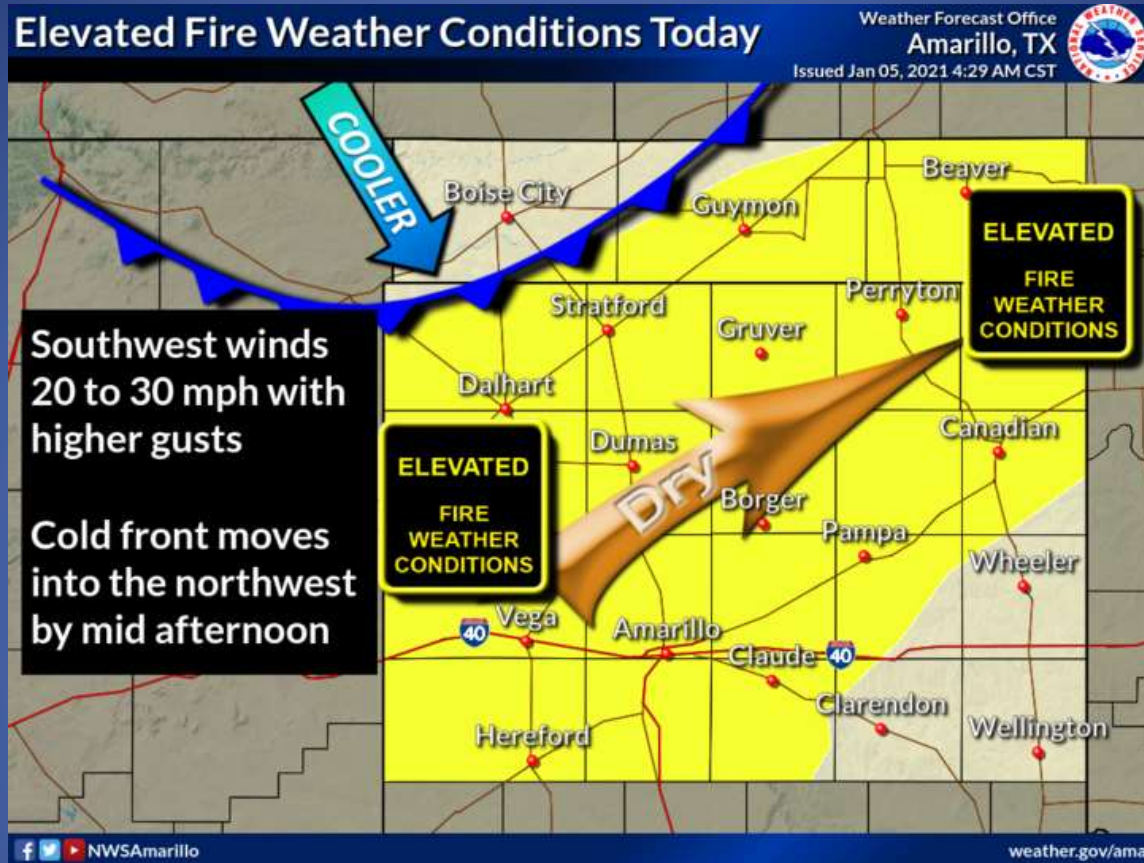 Elevated Fire Weather Conditions Today
Weather Forecast Office
Amarillo, TX
Issued Jan 05, 2021 4:29 AM CST
NATIONAL WEATHER SERVICE
COOLER
Boise City
Guymon
Beaver
ELEVATED
FIRE
WEATHER
CONDITIONS
Stratford
Gruver
Perryton
Southwest winds
20 to 30 mph with
higher gusts
Cold front moves
into the northwest
by mid afternoon
Dalhart
Dumas
Canadian
ELEVATED
FIRE
WEATHER
CONDITIONS
Dry
Borger
Pampa
Wheeler
Vega
40
Amarillo
Claude
40
Clarendon
Wellington
Hereford
NWSAmarillo
weather.gov/ama